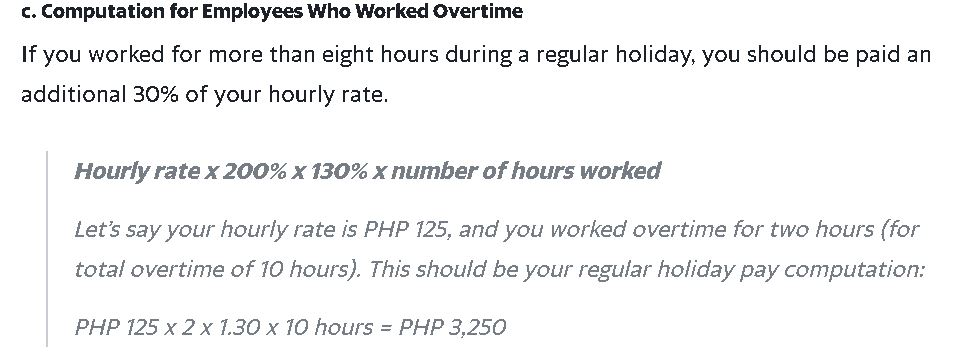 c. Computation for Employees Who Worked Overtime
If you worked for more than eight hours during a regular holiday, you should be paid an
additional 30% of your hourly rate.
Hourly rate x 200% x 130% x number of hours worked
Let's say your hourly rate is PHP 125, and you worked overtime for two hours (for
total overtime of 10 hours). This should be your regular holiday pay computation:
PHP 125 x 2 x 1.30 x 10 hours = PHP 3,250